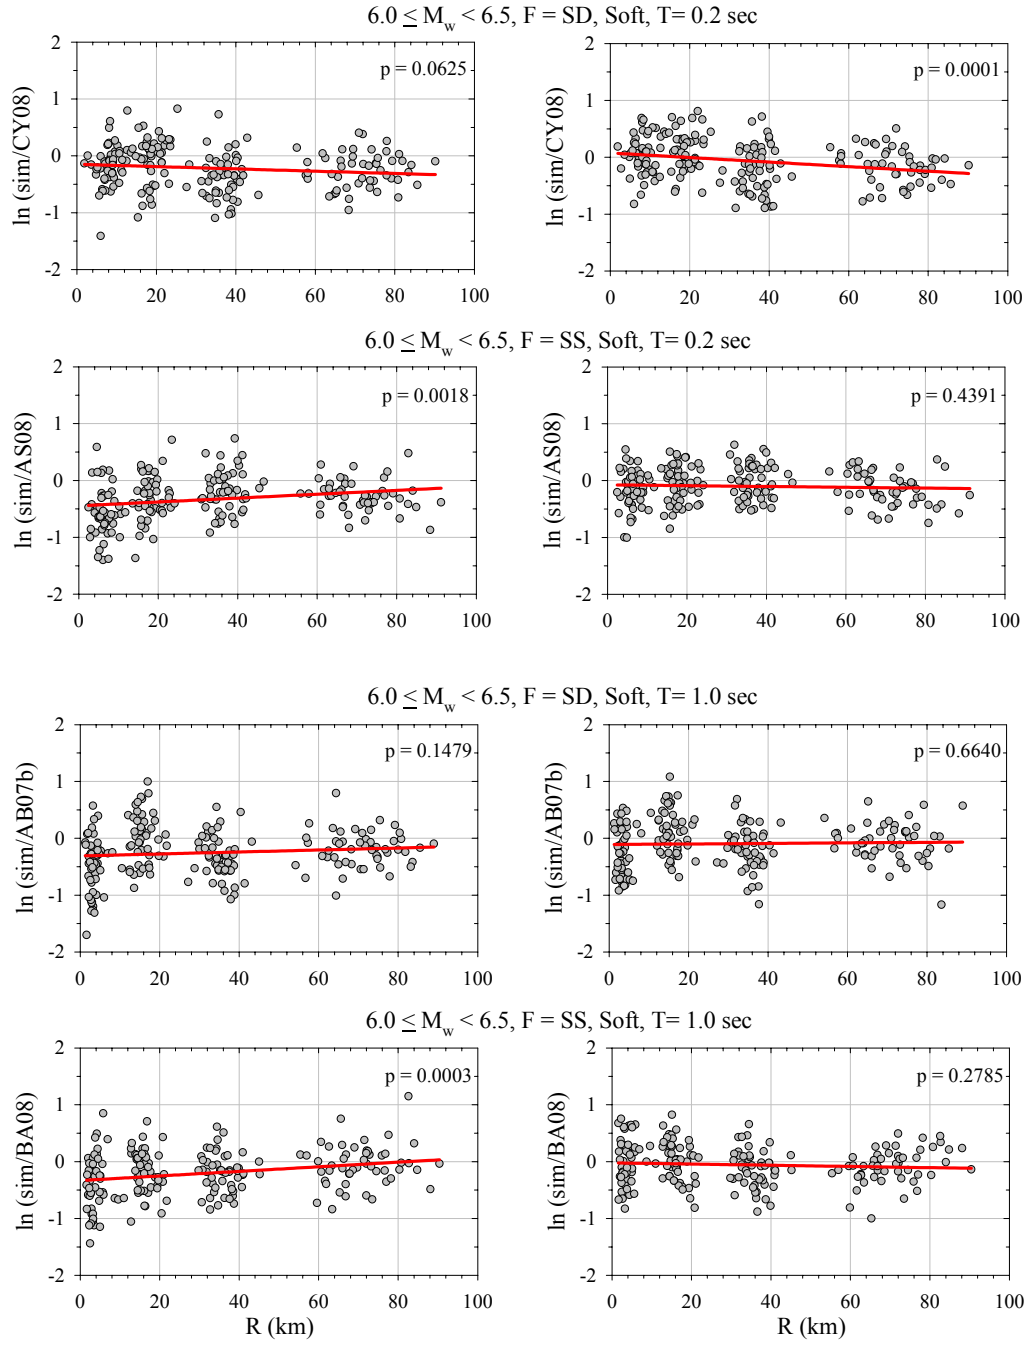 6.0 ≤ Mw < 6.5, F = SD, Soft, T= 0.2 sec
2 p = 0.0625 2 p = 0.0001
1 1
0 0
-1 -1
-2 -2
ln (sim/CY08) ln (sim/CY08)
0 20 40 60 80 100 0 20 40 60 80 100
6.0 ≤ Mw < 6.5, F = SS, Soft, T= 0.2 sec
2 p = 0.0018 2 p = 0.4391
1 1
0 0
-1 -1
-2 -2
ln (sim/AS08) ln (sim/AS08)
0 20 40 60 80 100 0 20 40 60 80 100
6.0 ≤ Mw < 6.5, F = SD, Soft, T= 1.0 sec
2 p = 0.1479 2 p = 0.6640
1 1
0 0
-1 -1
-2 -2
ln (sim/AB07b) ln (sim/AB07b)
0 20 40 60 80 100 0 20 40 60 80 100
6.0 ≤ Mw < 6.5, F = SS, Soft, T= 1.0 sec
2 p = 0.0003 2 p = 0.2785
1 1
0 0
-1 -1
-2 -2
ln (sim/BA08) ln (sim/BA08)
0 20 40 60 80 100 0 20 40 60 80 100
R (km) R (km)